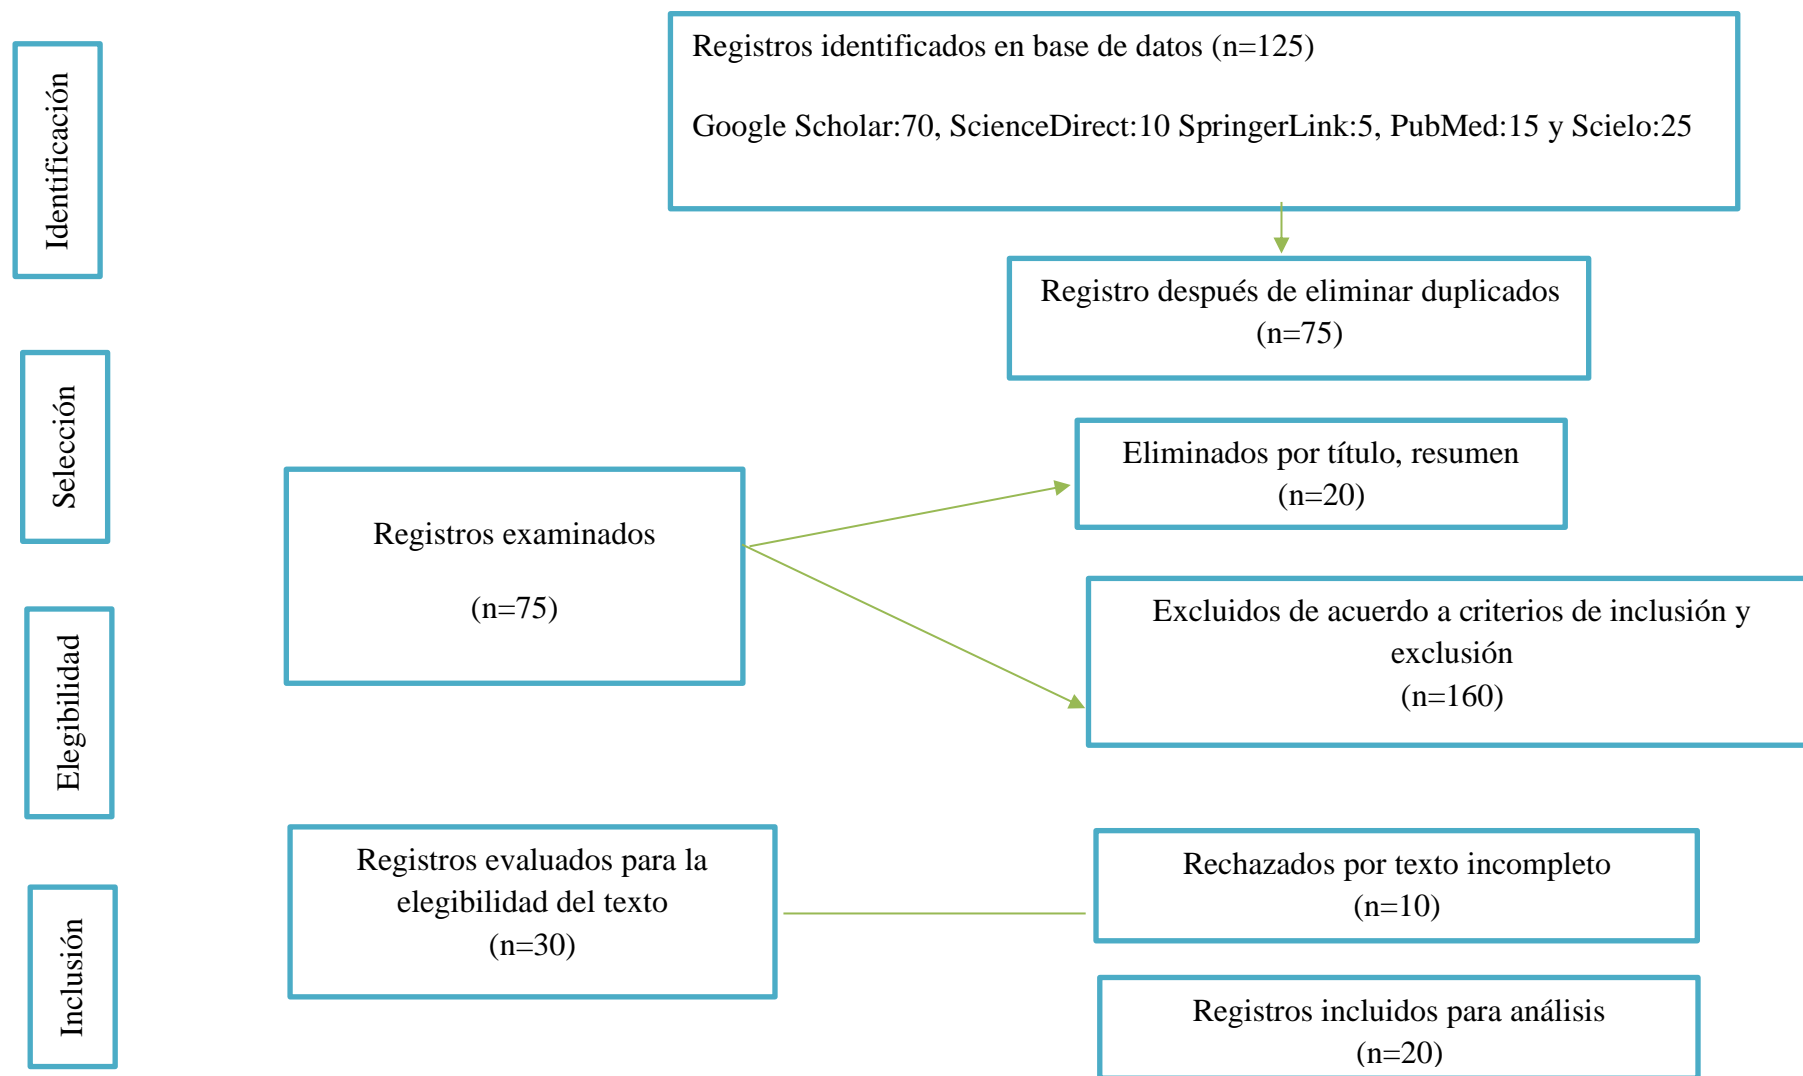 Identificación
Registros identificados en base de datos (n=125)
Google Scholar:70, ScienceDirect:10 SpringerLink:5, PubMed:15 y Scielo:25
Registro después de eliminar duplicados
(n=75)
Selección
Eliminados por título, resumen
(n=20)
Registros examinados
(n=75)
Excluidos de acuerdo a criterios de inclusión y
exclusión
(n=160)
Elegibilidad
Registros evaluados para la
elegibilidad del texto
(n=30)
Rechazados por texto incompleto
(n=10)
Inclusión
Registros incluidos para análisis
(n=20)